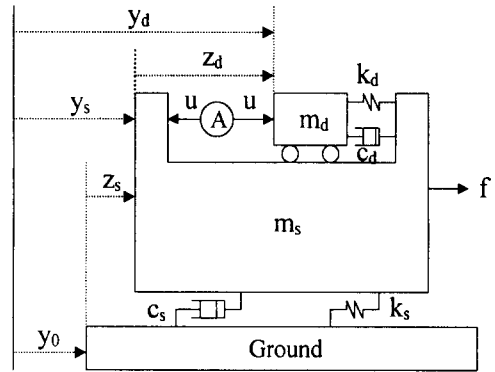 y_d
z_d
k_d
y_s
u A u
m_d
c_d
z_s
f
m_s
c_s
k_s
y_0
Ground